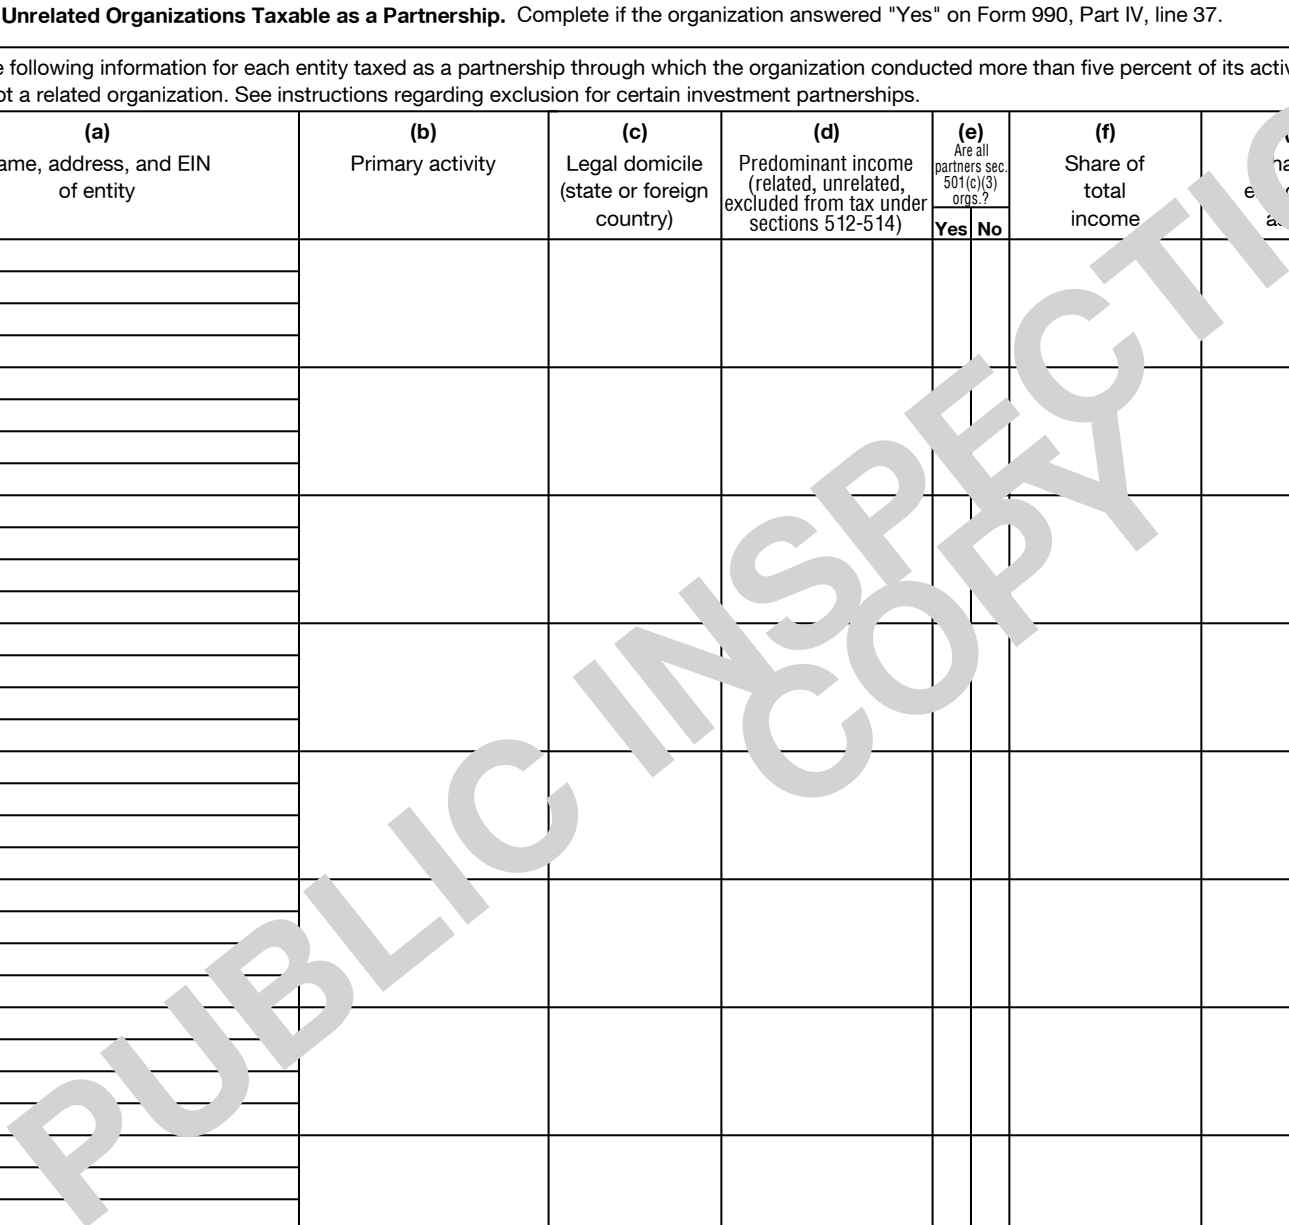 Unrelated Organizations Taxable as a Partnership. Complete if the organization answered "Yes" on Form 990, Part IV, line 37.
following information for each entity taxed as a partnership through which the organization conducted more than five percent of its
a related organization. See instructions regarding exclusion for certain investment partnerships.
(a)
address, and EIN
of entity
(b)
Primary activity
(c)
Legal domicile
(state or foreign
country)
(d)
Predominant income
(related, unrelated,
excluded from tax under
sections 512-514)
(e)
Are all
partners sec.
501(c)(3)
orgs.?
Yes No
(f)
Share of
total
income
PUBLIC
COPY